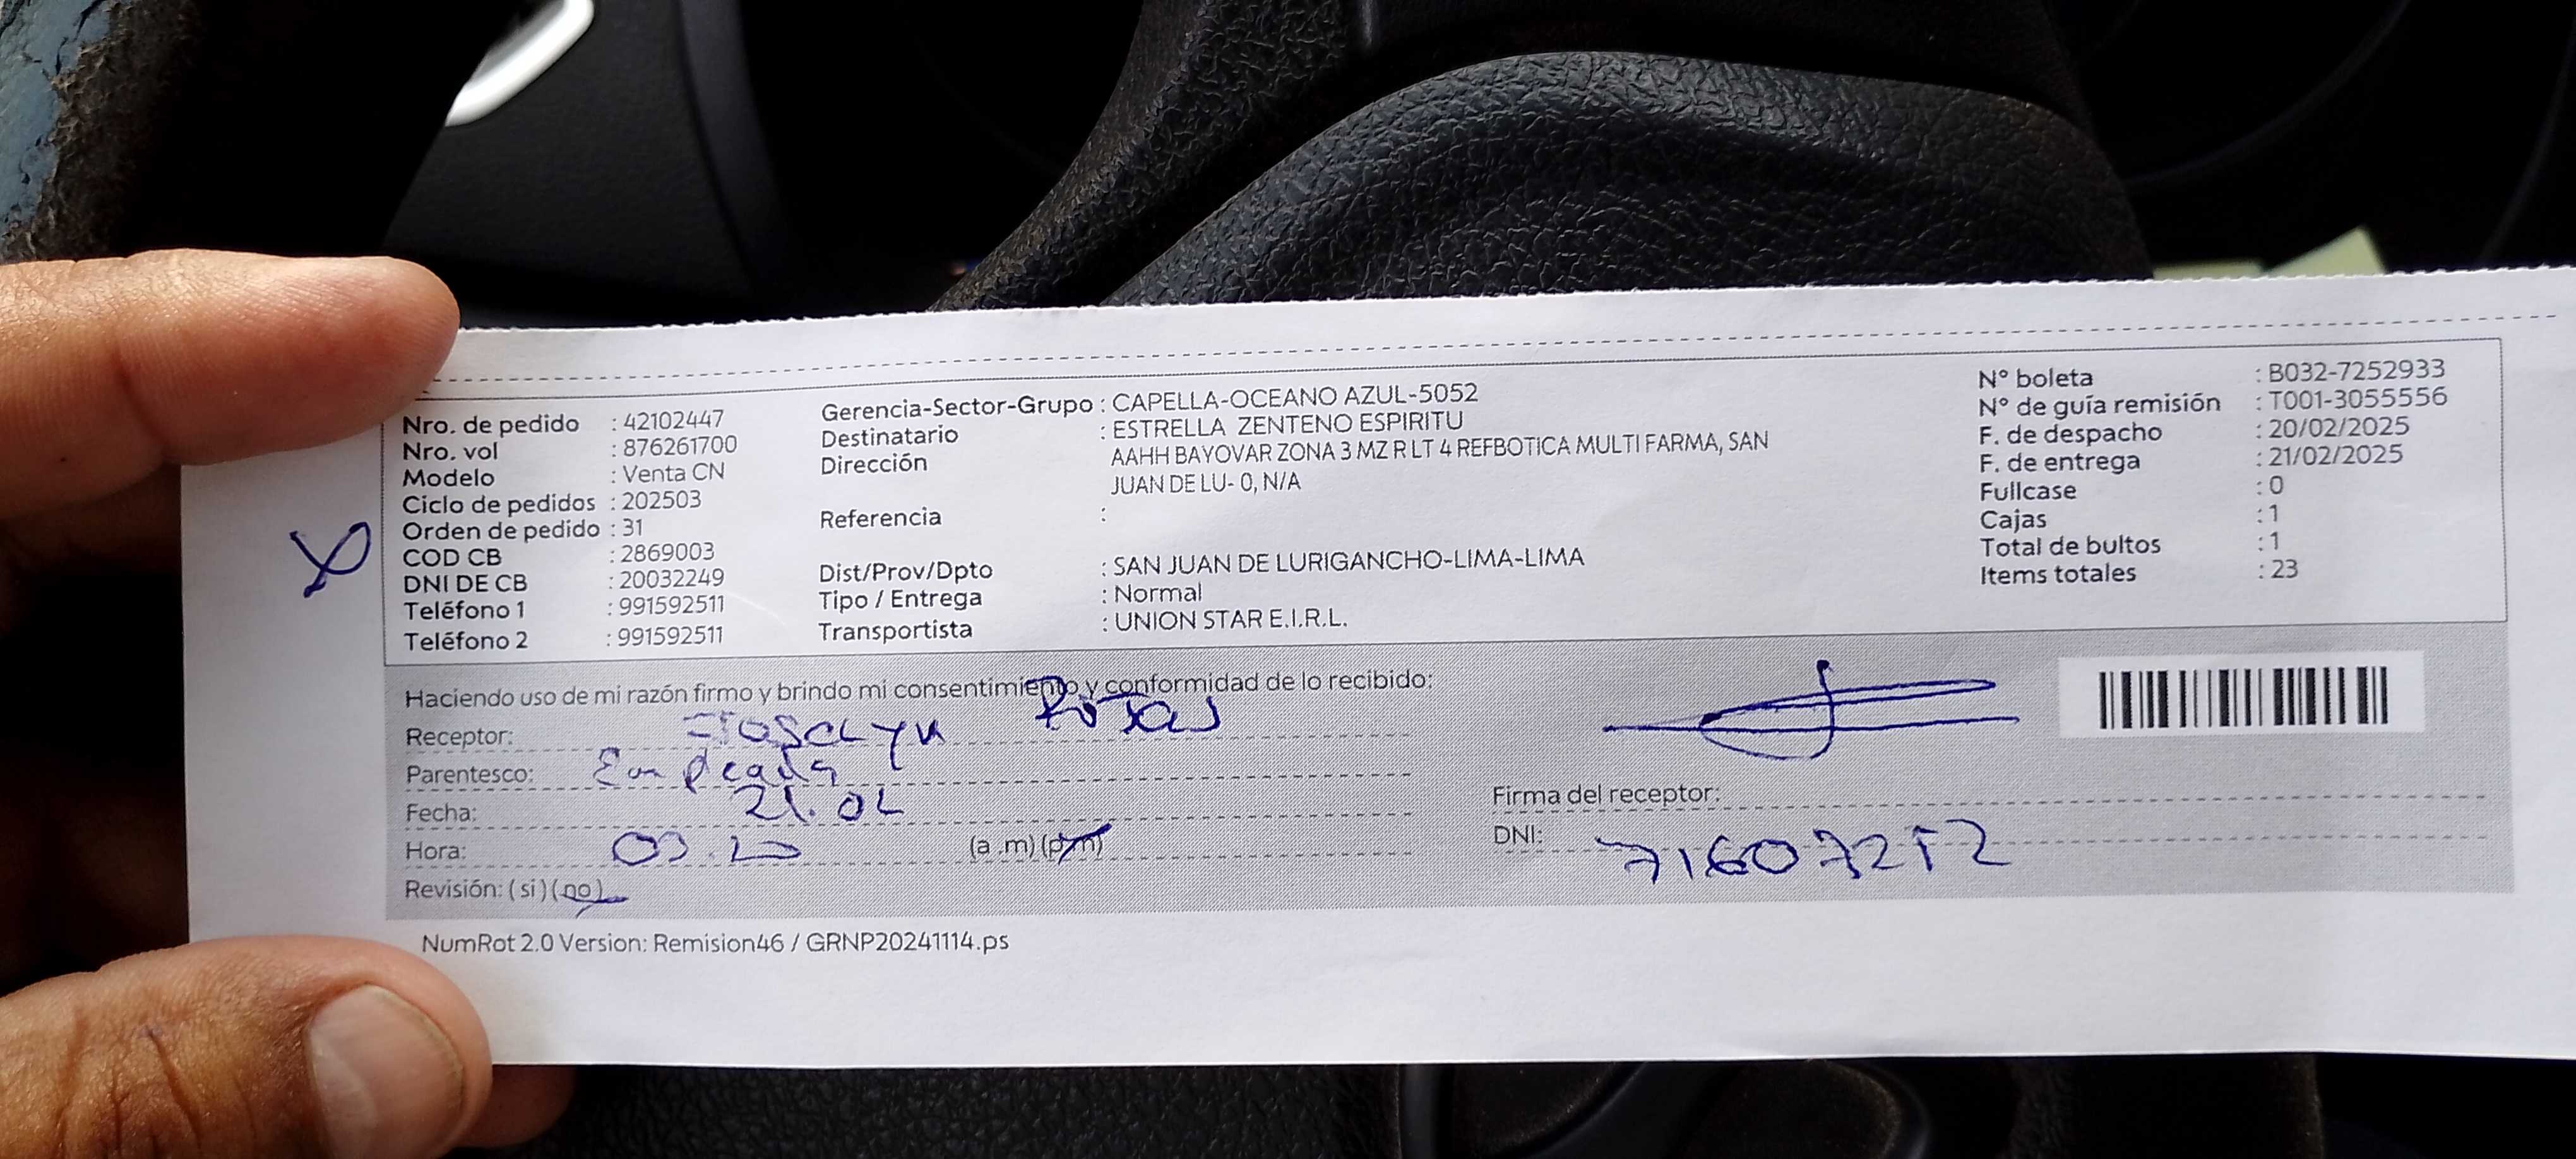 Nro. de pedido : 42102447
Nro. vol : 876261700
Modelo : Venta CN
Ciclo de pedidos : 202503
Orden de pedido : 31
COD CB : 2869003
DNI DE CB : 20032249
Teléfono 1 : 991592511
Teléfono 2 : 991592511
Gerencia-Sector-Grupo : CAPELLA-OCEANO AZUL-5052
Destinatario : ESTRELLA ZENTENO ESPIRITU
Dirección AAHH BAYOVAR ZONA 3 MZ R LT 4 REFBOTICA MULTI FARMA, SAN
JUAN DE LU- 0, N/A
Referencia :
Dist/Prov/Dpto : SAN JUAN DE LURIGANCHO-LIMA-LIMA
Tipo / Entrega : Normal
Transportista : UNION STAR E.I.R.L.
N° boleta : B032-7252933
N° de guía remisión : T001-3055556
F. de despacho : 20/02/2025
F. de entrega : 21/02/2025
Fullcase : 0
Cajas : 1
Total de bultos : 1
Items totales : 23
Haciendo uso de mi razón firmo y brindo mi consentimiento y conformidad de lo recibido:
Receptor: Rojas
Parentesco: Empleada
Fecha: 21.02
Hora: 03.20 (a .m) (p.m)
Revisión: (si) (no)
Firma del receptor:
DNI:
NumRot 2.0 Version: Remision46 / GRNP20241114.ps